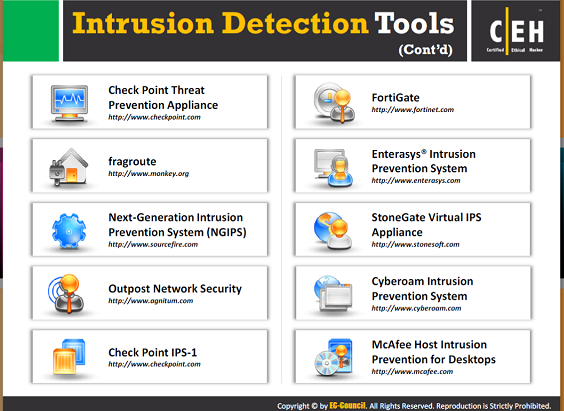 Intrusion Detection Tools
(Cont'd)
C|EH
Certified Ethical Hacker
Check Point Threat
Prevention Appliance
http://www.checkpoint.com
fragroute
http://www.monkey.org
Next-Generation Intrusion
Prevention System (NGIPS)
http://www.sourcefire.com
Outpost Network Security
http://www.agnitum.com
Check Point IPS-1
http://www.checkpoint.com
FortiGate
http://www.fortinet.com
Enterasys® Intrusion
Prevention System
http://www.enterasys.com
StoneGate Virtual IPS
Appliance
http://www.stonesoft.com
Cyberoam Intrusion
Prevention System
http://www.cyberoam.com
McAfee Host Intrusion
Prevention for Desktops
http://www.mcafee.com
Copyright © by EC-Council. All Rights Reserved. Reproduction is Strictly Prohibited.